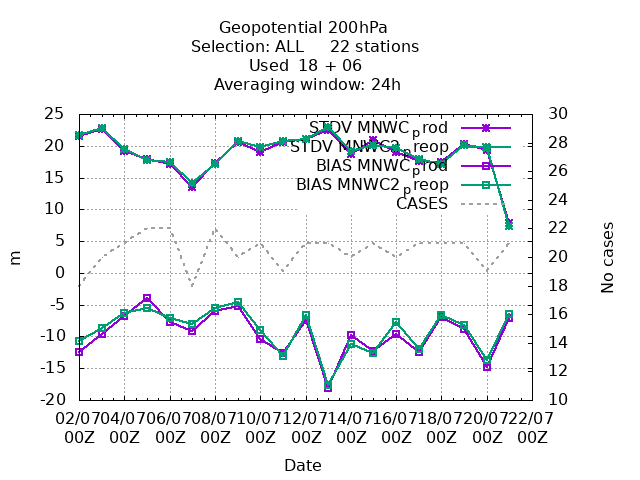 Geopotential 200hPa
Selection: ALL 22 stations
Used 18 + 06
Averaging window: 24h
25 30
20 28
15 26
10 24
5 22
0 20
-5 18
-10 16
-15 14
-20 12
10
m
No cases
STDV MNWC_prod
STDV MNWC2_preop
BIAS MNWC_prod
BIAS MNWC2_preop
CASES
02/07 04/07 06/07 08/07 10/07 12/07 14/07 16/07 18/07 20/07 22/07
00Z 00Z 00Z 00Z 00Z 00Z 00Z 00Z 00Z 00Z 00Z
Date